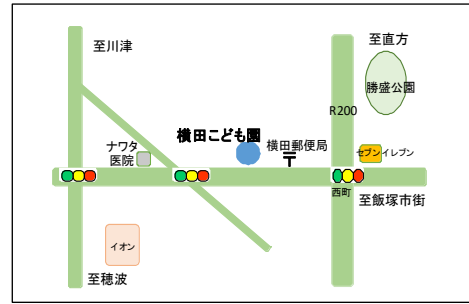 至川津
至直方
勝盛公園
R200
横田こども園
ナワタ
医院
横田郵便局
〒
セブンイレブン
西町
至飯塚市街
イオン
至穂波